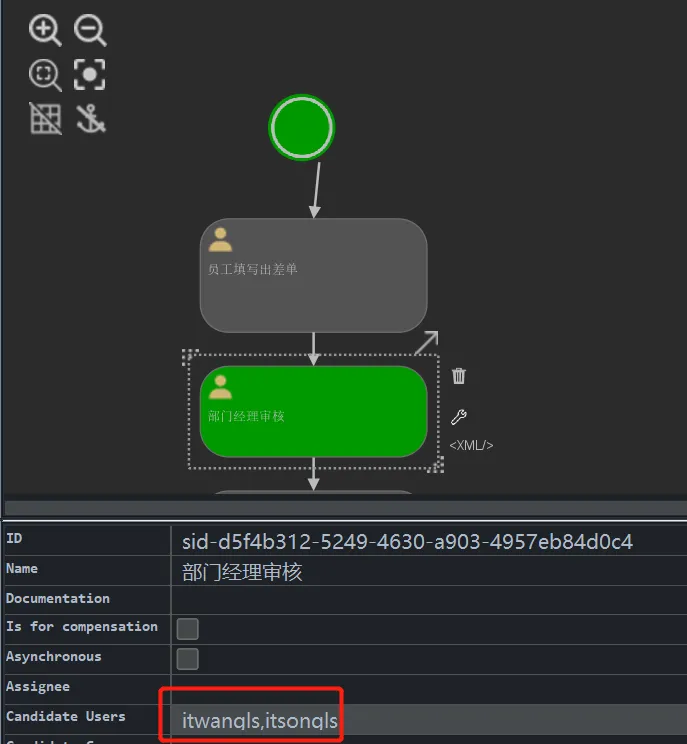 员工填写出差单
部门经理审核
<XML/>
ID sid-d5f4b312-5249-4630-a903-4957eb84d0c4
Name 部门经理审核
Documentation
Is for compensation
Asynchronous
Assignee
Candidate Users itwangls,itsongls